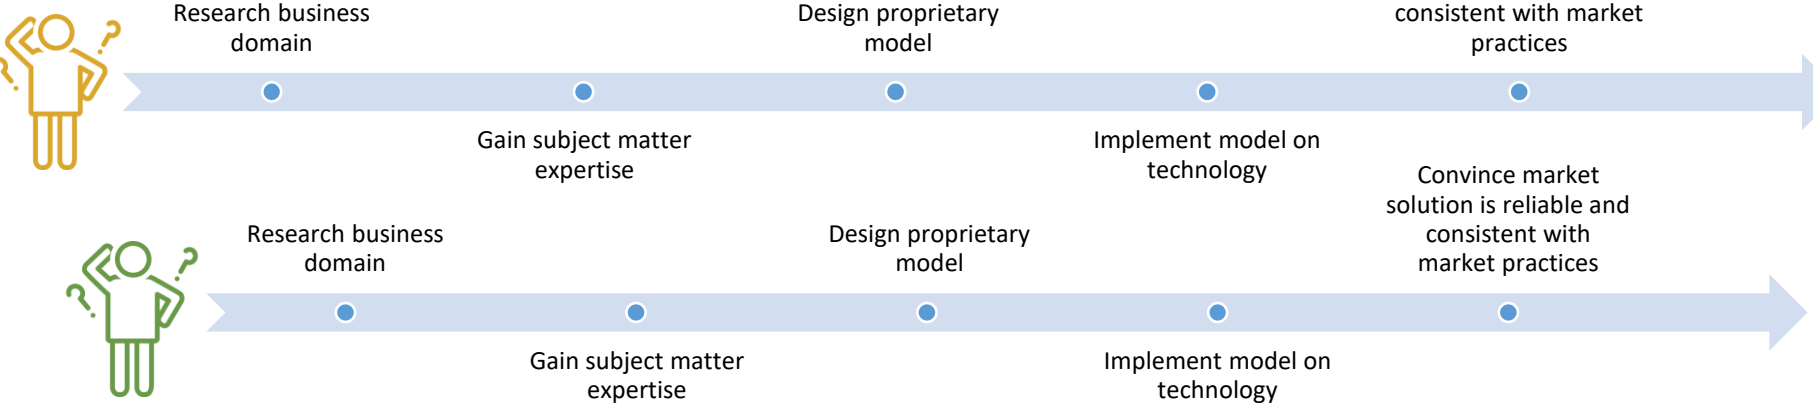 Research business
domain
Design proprietary
model
consistent with market
practices
Gain subject matter
expertise
Implement model on
technology
Research business
domain
Design proprietary
model
Convince market
solution is reliable and
consistent with
market practices
Gain subject matter
expertise
Implement model on
technology